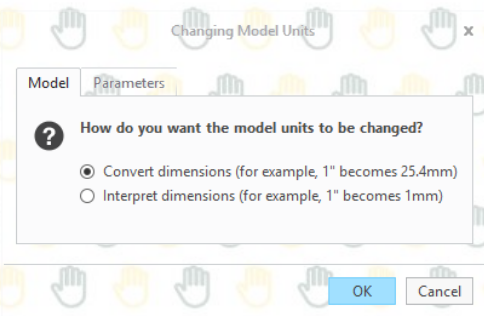 Changing Model Units
x
Model
Parameters
?
How do you want the model units to be changed?
Convert dimensions (for example, 1" becomes 25.4mm)
Interpret dimensions (for example, 1" becomes 1mm)
OK
Cancel